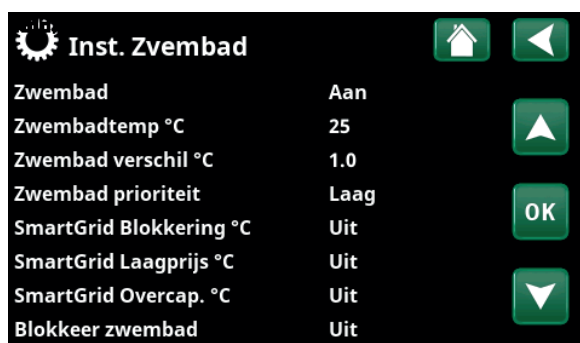 Inst. Zvembad
Zwembad Aan
Zwembadtemp °C 25
Zwembad verschil °C 1.0
Zwembad prioriteit Laag
SmartGrid Blokkering °C Uit
SmartGrid Laagprijs °C Uit
SmartGrid Overcap. °C Uit
Blokkeer zwembad Uit
OK